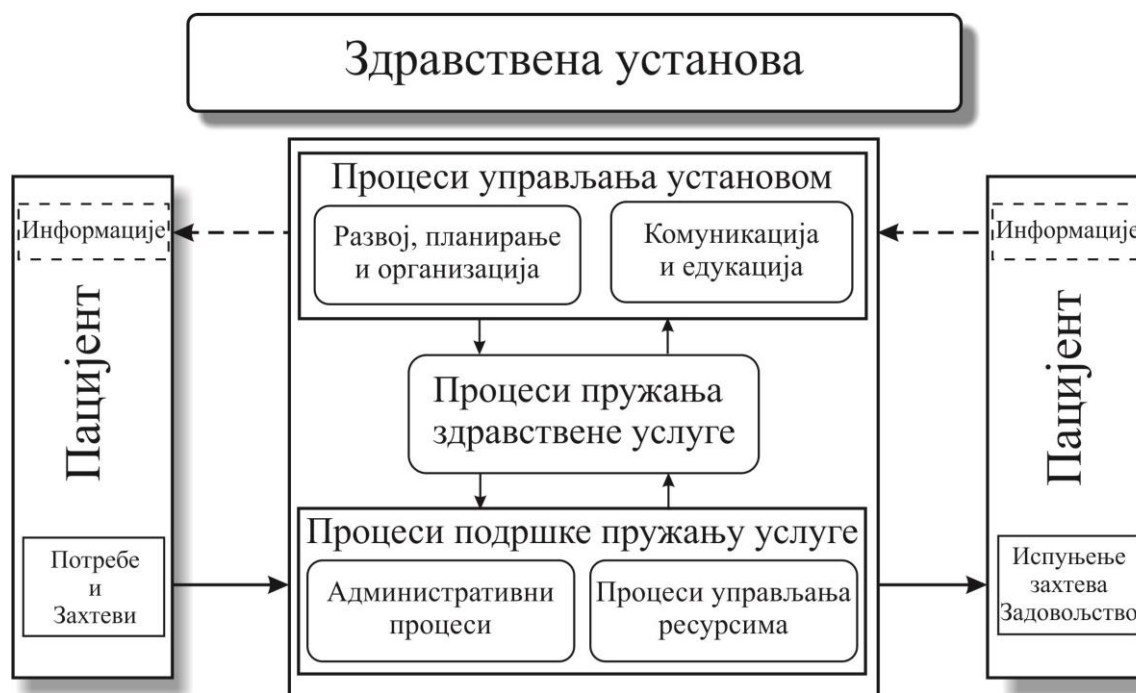 Здравствена установа
Информације
Пацијент
Потребе
и
Захтеви
Процеси управљања установом
Развој, планирање
и организација
Комуникација
и едукација
Процеси пружања
здравствене услуге
Процеси подршке пружању услуге
Административни
процеси
Процеси управљања
ресурсима
Информације
Пацијент
Испуњење
захтева
Задовољство